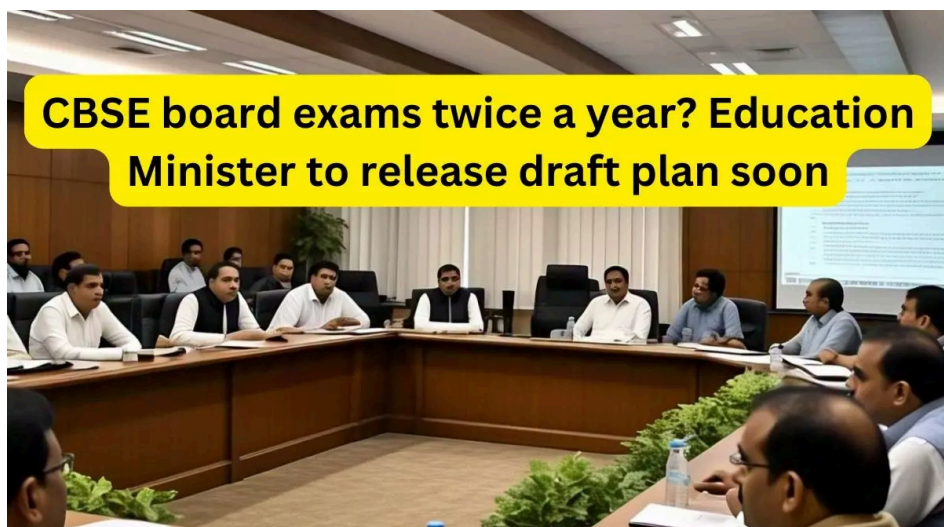 CBSE board exams twice a year? Education
Minister to release draft plan soon